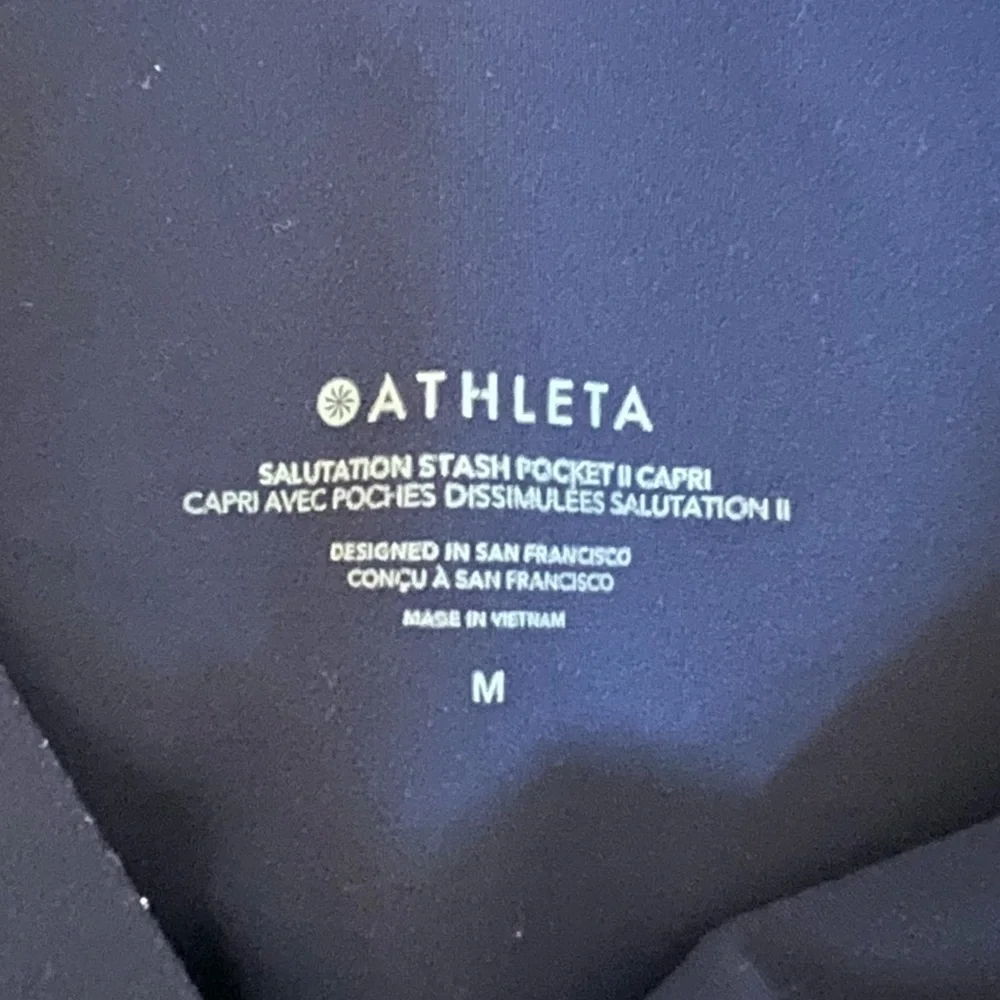 ATHLETA
SALUTATION STASH POCKET II CAPRI
CAPRI AVEC POCHES DISSIMULÉES SALUTATION II
DESIGNED IN SAN FRANCISCO
CONÇU À SAN FRANCISCO
MADE IN VIETNAM
M